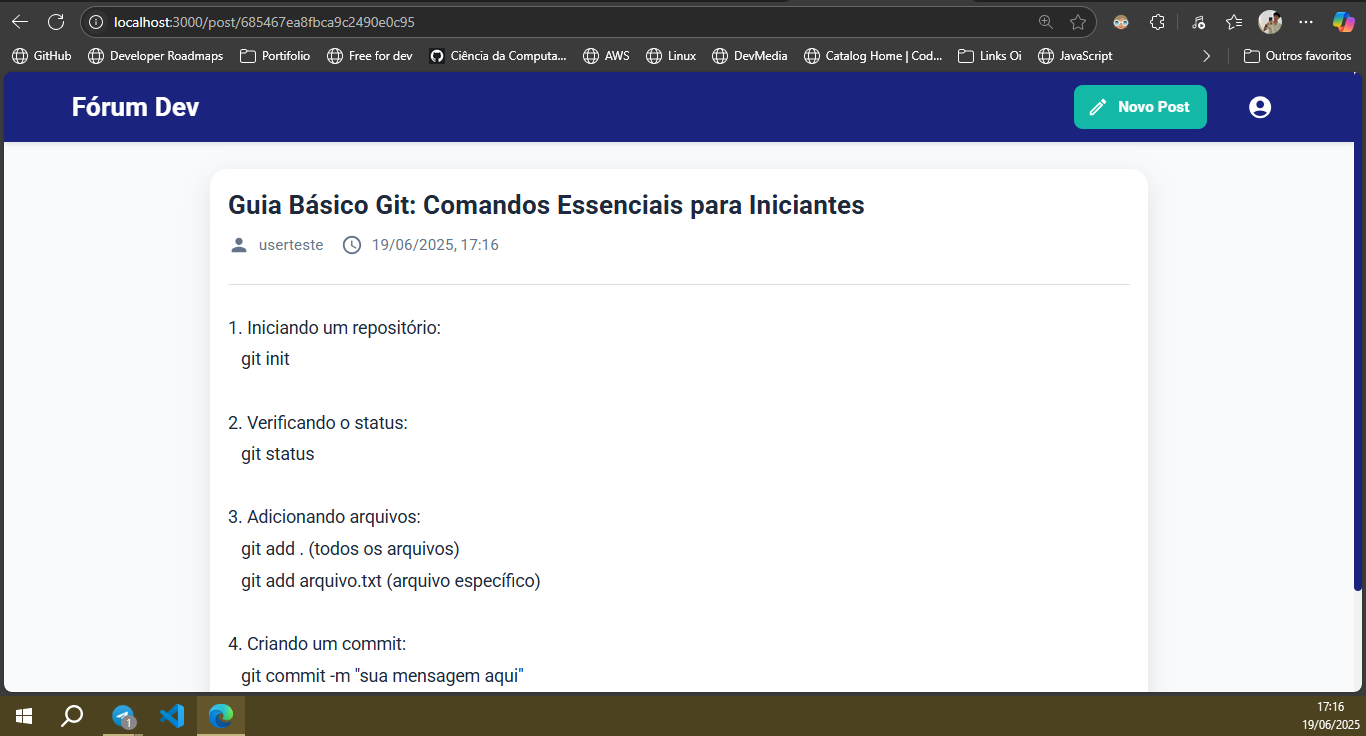 localhost:3000/post/685467ea8fbca9c2490e0c95
GitHub
Developer Roadmaps
Portifolio
Free for dev
Ciência da Computa...
AWS
Linux
DevMedia
Catalog Home | Cod...
Links Oi
JavaScript
Outros favoritos
Fórum Dev
Novo Post
Guia Básico Git: Comandos Essenciais para Iniciantes
userteste
19/06/2025, 17:16
1. Iniciando um repositório:
git init
2. Verificando o status:
git status
3. Adicionando arquivos:
git add . (todos os arquivos)
git add arquivo.txt (arquivo específico)
4. Criando um commit:
git commit -m "sua mensagem aqui"
1
17:16
19/06/2025